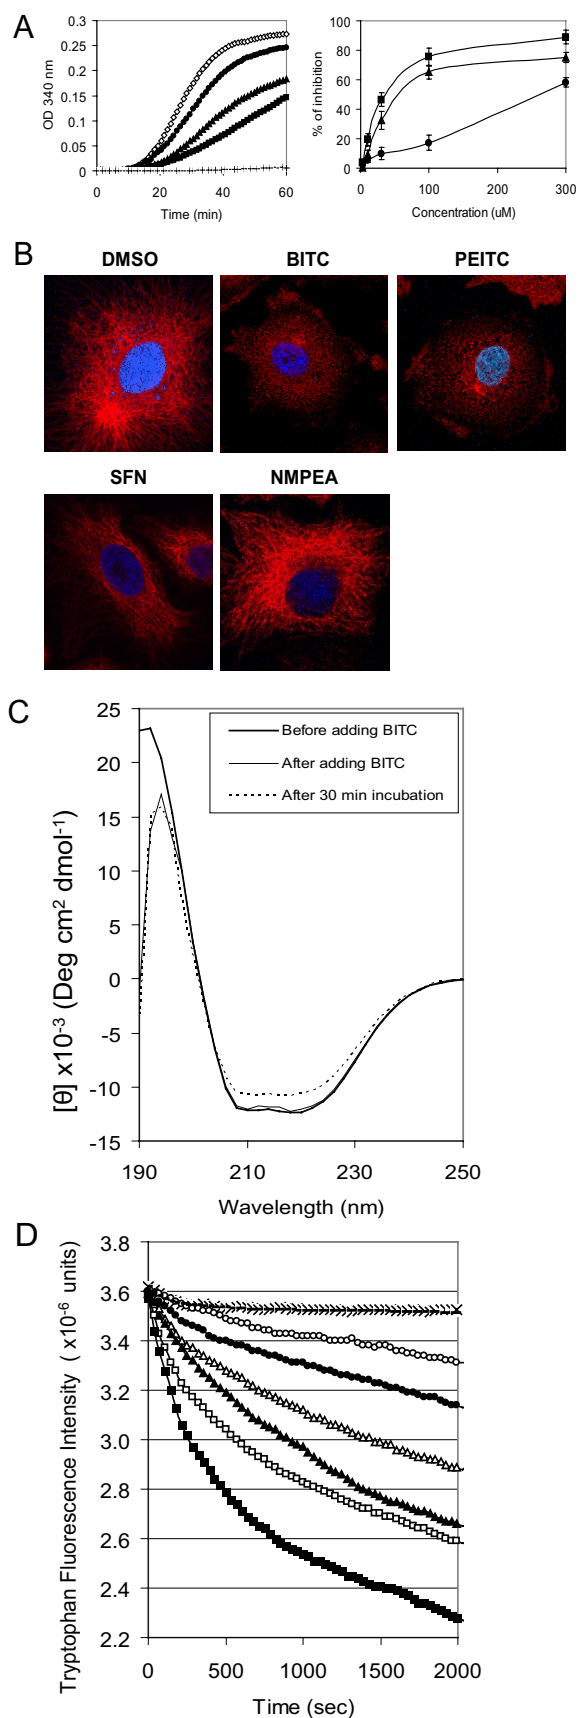 A
OD 340 nm
0.3
0.25
0.2
0.15
0.1
0.05
0
0 20 40 60
Time (min)
% of inhibition
100
80
60
40
20
0
0 100 200 300
Concentration (uM)
B
DMSO BITC PEITC
SFN NMPEA
C
[θ] x10⁻³ (Deg cm² dmol⁻¹)
25
20
15
10
5
0
-5
-10
-15
Before adding BITC
After adding BITC
After 30 min incubation
190 210 230 250
Wavelength (nm)
D
Tryptophan Fluorescence Intensity ( x10⁻⁶ units)
3.8
3.6
3.4
3.2
3.0
2.8
2.6
2.4
2.2
0 500 1000 1500 2000
Time (sec)